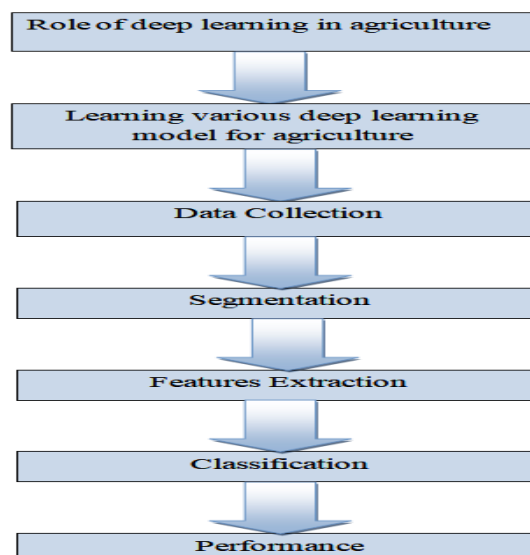 Role of deep learning in agriculture
Learning various deep learning
model for agriculture
Data Collection
Segmentation
Features Extraction
Classification
Performance